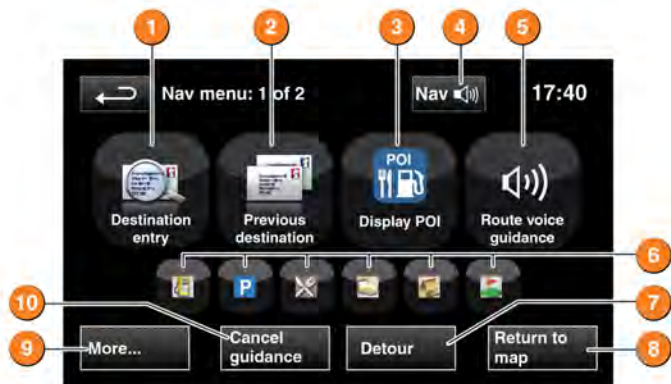 1 2 3 4 5
Nav menu: 1 of 2 Nav 17:40
POI
Destination entry
Previous destination
Display POI
Route voice guidance
P
6
10
7
9
More...
Cancel guidance
Detour
Return to map
8